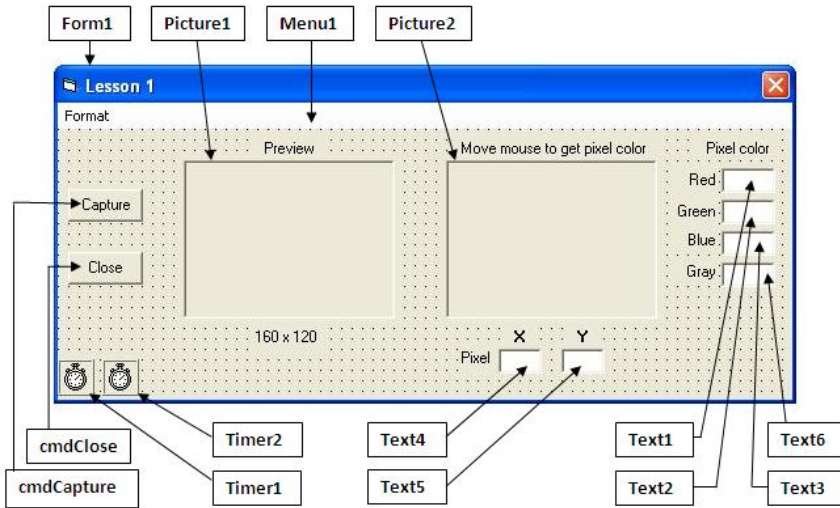 Form1 Picture1 Menu1 Picture2
Lesson 1
Format
Preview Move mouse to get pixel color Pixel color
Red
Capture
Green
Blue
Close
Gray
160 x 120 X Y
Pixel
cmdClose Timer2 Text4 Text1 Text6
cmdCapture Timer1 Text5 Text2 Text3